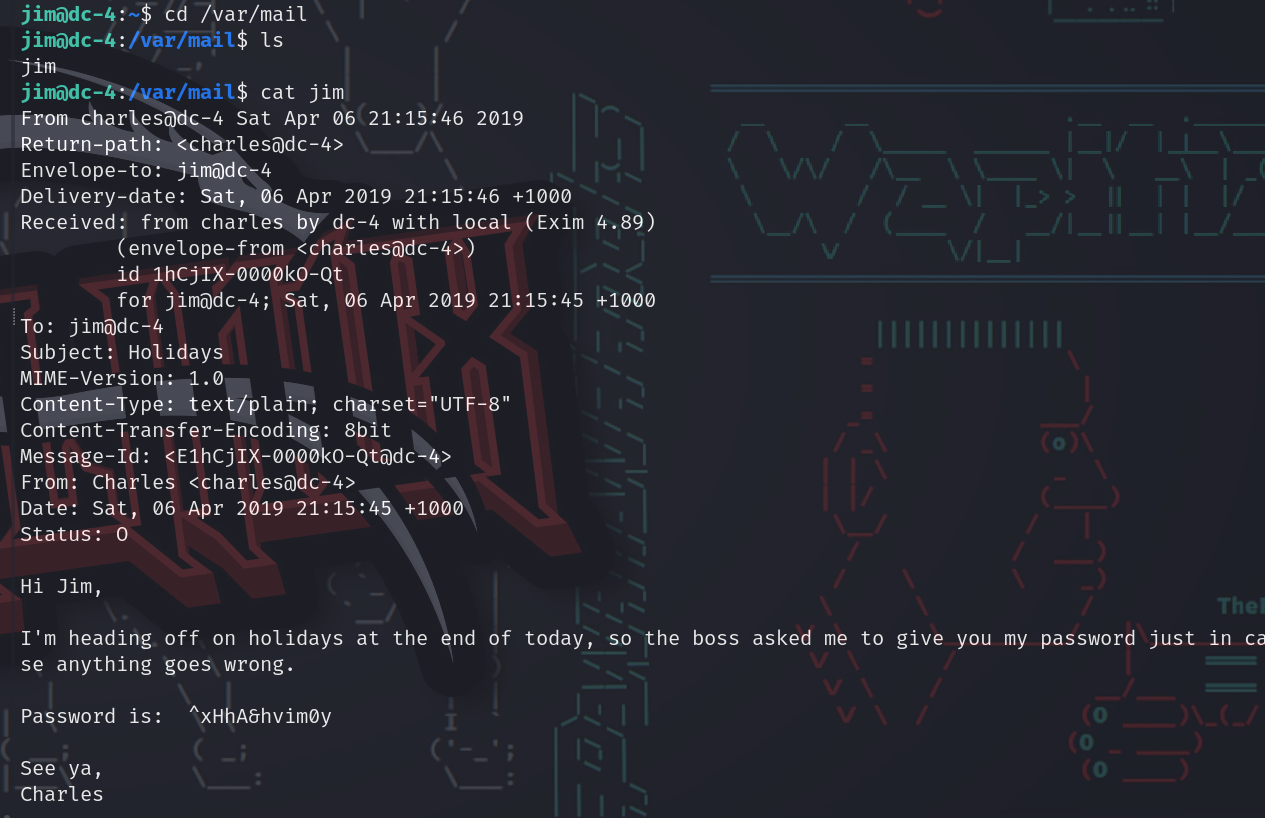 jim@dc-4:~$ cd /var/mail
jim@dc-4:/var/mail$ ls
jim
jim@dc-4:/var/mail$ cat jim
From charles@dc-4 Sat Apr 06 21:15:46 2019
Return-path: <charles@dc-4>
Envelope-to: jim@dc-4
Delivery-date: Sat, 06 Apr 2019 21:15:46 +1000
Received: from charles by dc-4 with local (Exim 4.89)
        (envelope-from <charles@dc-4>)
        id 1hCjIX-0000kO-Qt
        for jim@dc-4; Sat, 06 Apr 2019 21:15:45 +1000
To: jim@dc-4
Subject: Holidays
MIME-Version: 1.0
Content-Type: text/plain; charset="UTF-8"
Content-Transfer-Encoding: 8bit
Message-Id: <E1hCjIX-0000kO-Qt@dc-4>
From: Charles <charles@dc-4>
Date: Sat, 06 Apr 2019 21:15:45 +1000
Status: O

Hi Jim,

I'm heading off on holidays at the end of today, so the boss asked me to give you my password just in ca
se anything goes wrong.

Password is:  ^xHhA&hvim0y

See ya,
Charles